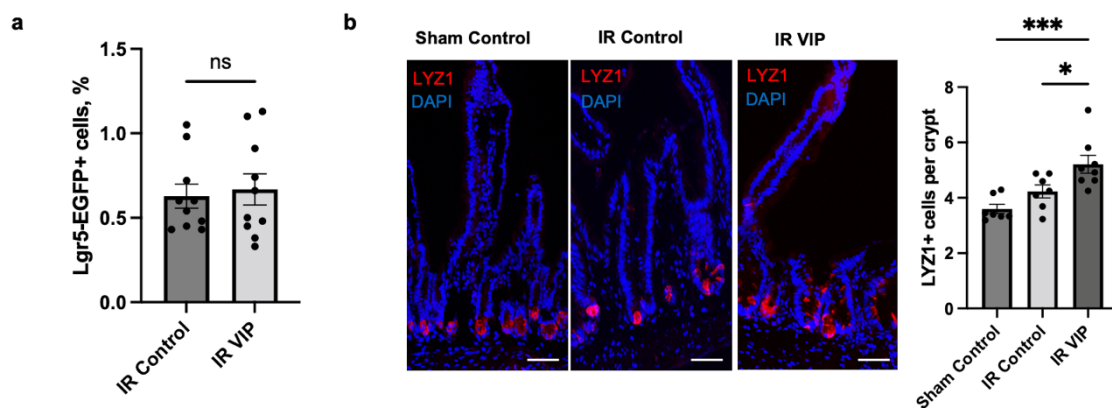 a
Lgr5-EGFP+ cells, %
1.5
1.0
0.5
0.0
ns
IR Control
IR VIP
b
Sham Control
IR Control
IR VIP
LYZ1
DAPI
LYZ1
DAPI
LYZ1
DAPI
LYZ1+ cells per crypt
8
6
4
2
0
***
*
Sham Control
IR Control
IR VIP